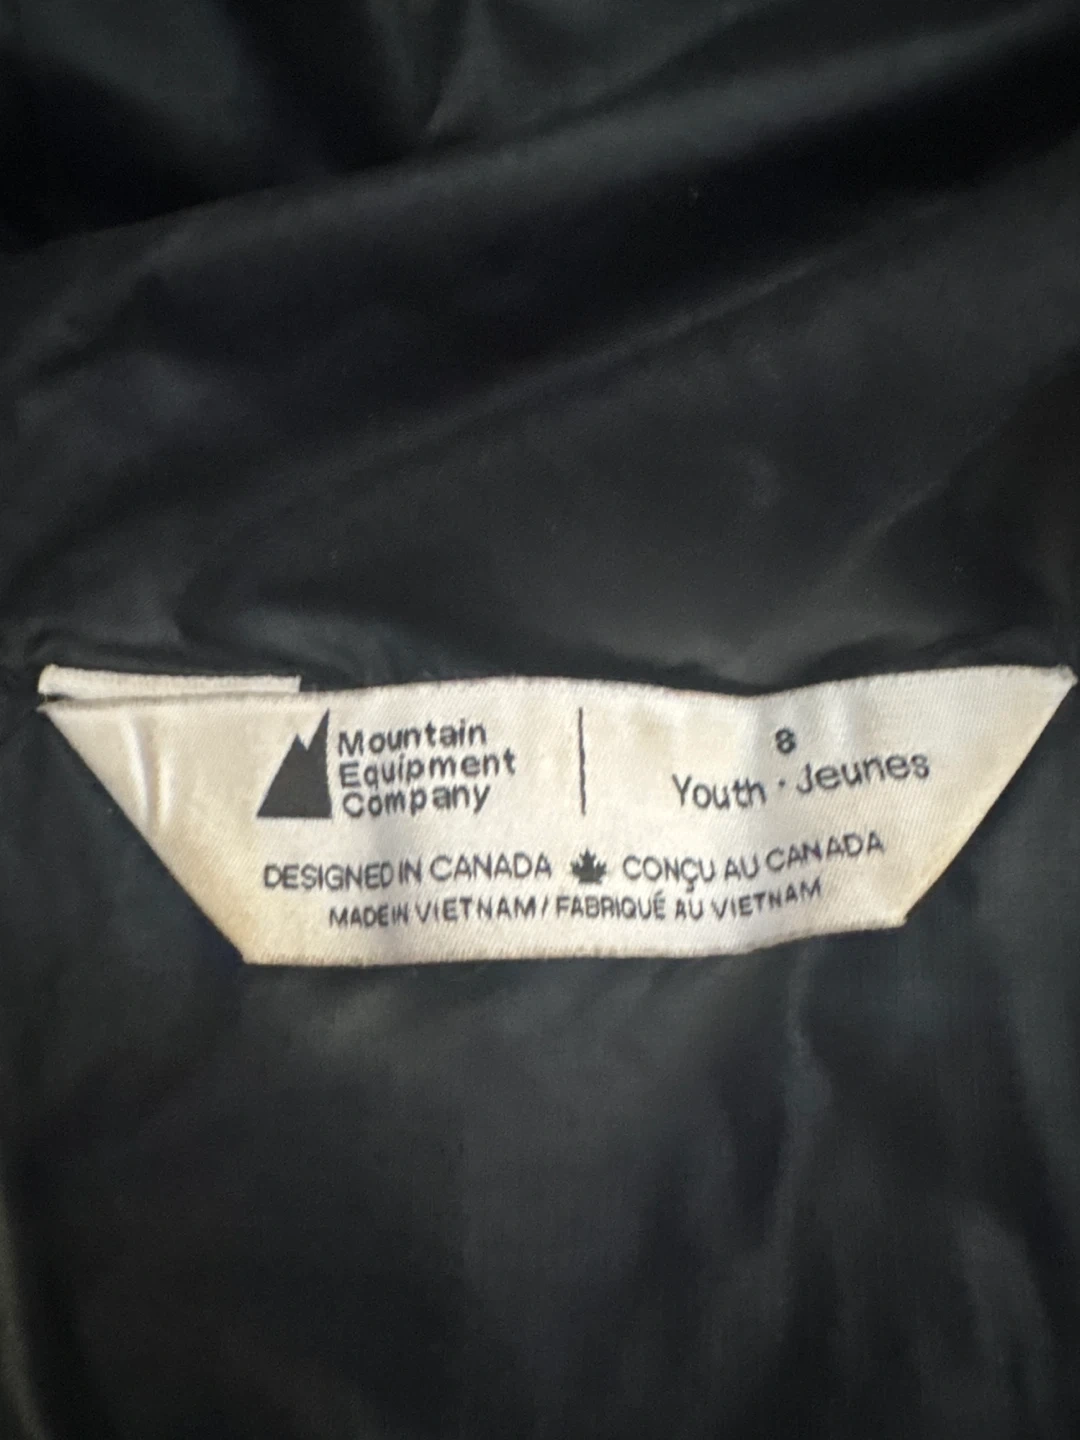 Mountain
Equipment
Company
8
Youth · Jeunes
DESIGNED IN CANADA CONÇU AU CANADA
MADE IN VIETNAM / FABRIQUÉ AU VIETNAM